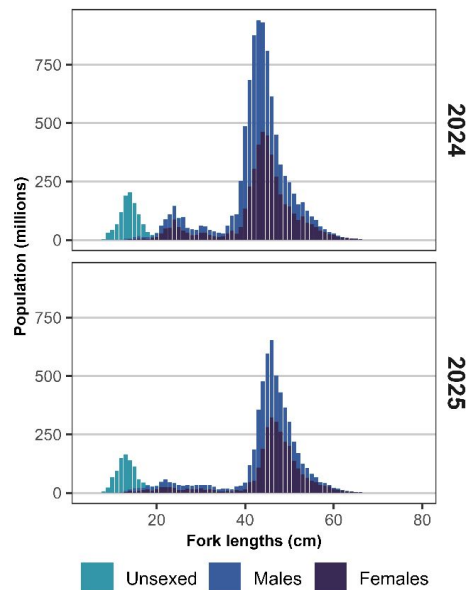 750
500
250
0
2024
Population (millions)
750
500
250
0
2025
20 40 60 80
Fork lengths (cm)
Unsexed Males Females